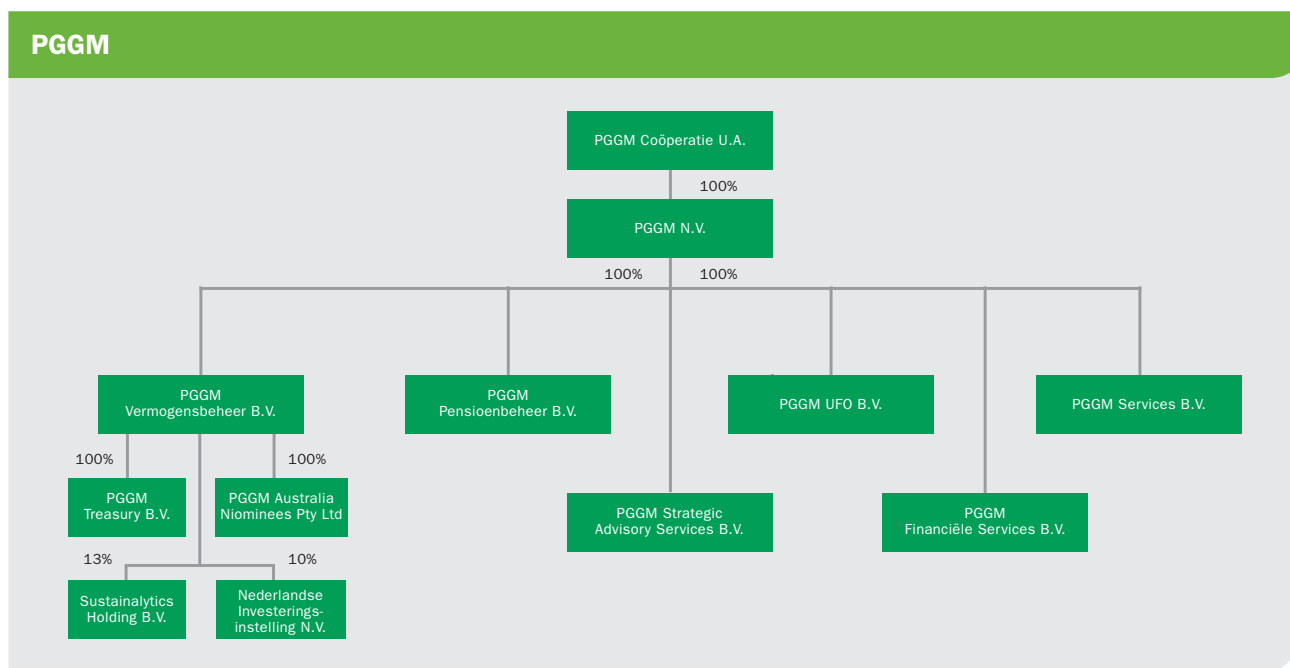 PGGM
PGGM Coöperatie U.A.
100%
PGGM N.V.
100%
100%
PGGM
Vermogensbeheer B.V.
PGGM
Pensioenbeheer B.V.
PGGM UFO B.V.
PGGM Services B.V.
100%
100%
PGGM
Treasury B.V.
PGGM Australia
Niominees Pty Ltd
PGGM Strategic
Advisory Services B.V.
PGGM
Financiële Services B.V.
13%
10%
Sustainalytics
Holding B.V.
Nederlandse
Investerings-
instelling N.V.